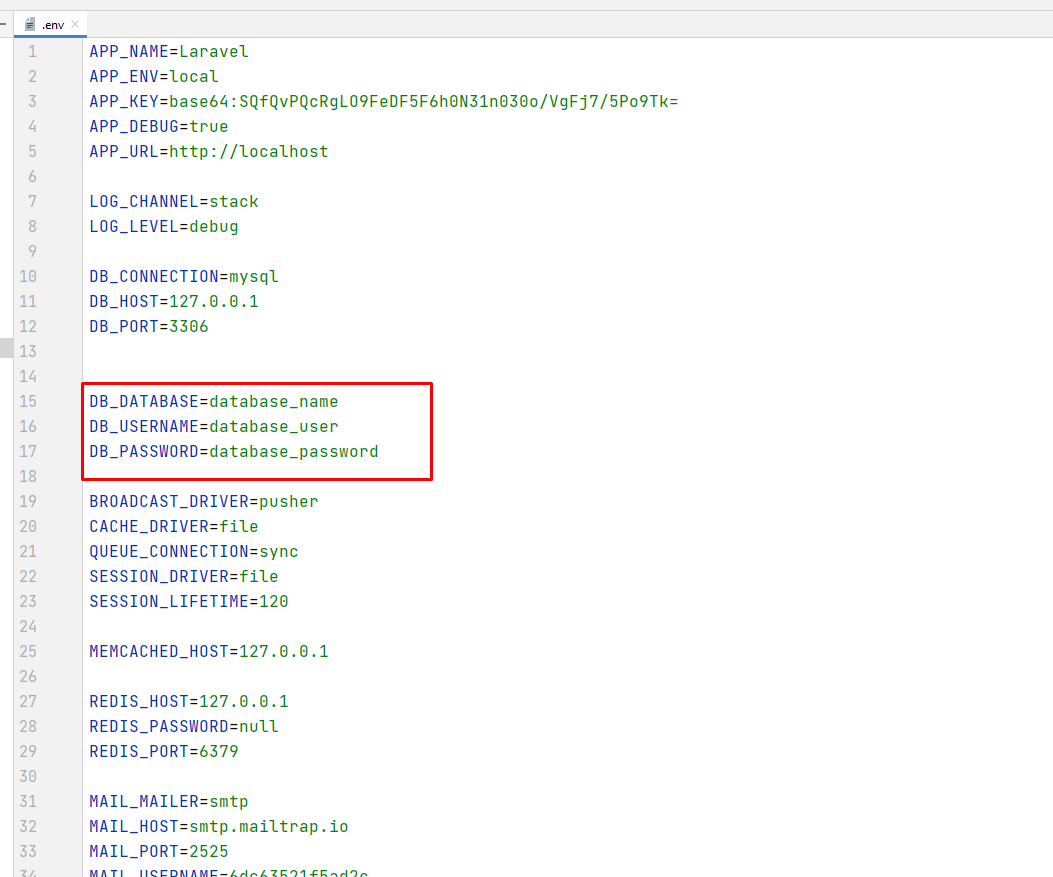 .env
1 APP_NAME=Laravel
2 APP_ENV=local
3 APP_KEY=base64:SQfQvPQcRgLO9FeDF5F6h0N31n030o/VgFj7/5Po9Tk=
4 APP_DEBUG=true
5 APP_URL=http://localhost
6
7 LOG_CHANNEL=stack
8 LOG_LEVEL=debug
9
10 DB_CONNECTION=mysql
11 DB_HOST=127.0.0.1
12 DB_PORT=3306
13
14
15 DB_DATABASE=database_name
16 DB_USERNAME=database_user
17 DB_PASSWORD=database_password
18
19 BROADCAST_DRIVER=pusher
20 CACHE_DRIVER=file
21 QUEUE_CONNECTION=sync
22 SESSION_DRIVER=file
23 SESSION_LIFETIME=120
24
25 MEMCACHED_HOST=127.0.0.1
26
27 REDIS_HOST=127.0.0.1
28 REDIS_PASSWORD=null
29 REDIS_PORT=6379
30
31 MAIL_MAILER=smtp
32 MAIL_HOST=smtp.mailtrap.io
33 MAIL_PORT=2525
34 MAIL_USERNAME=6dc63521f5ad2c